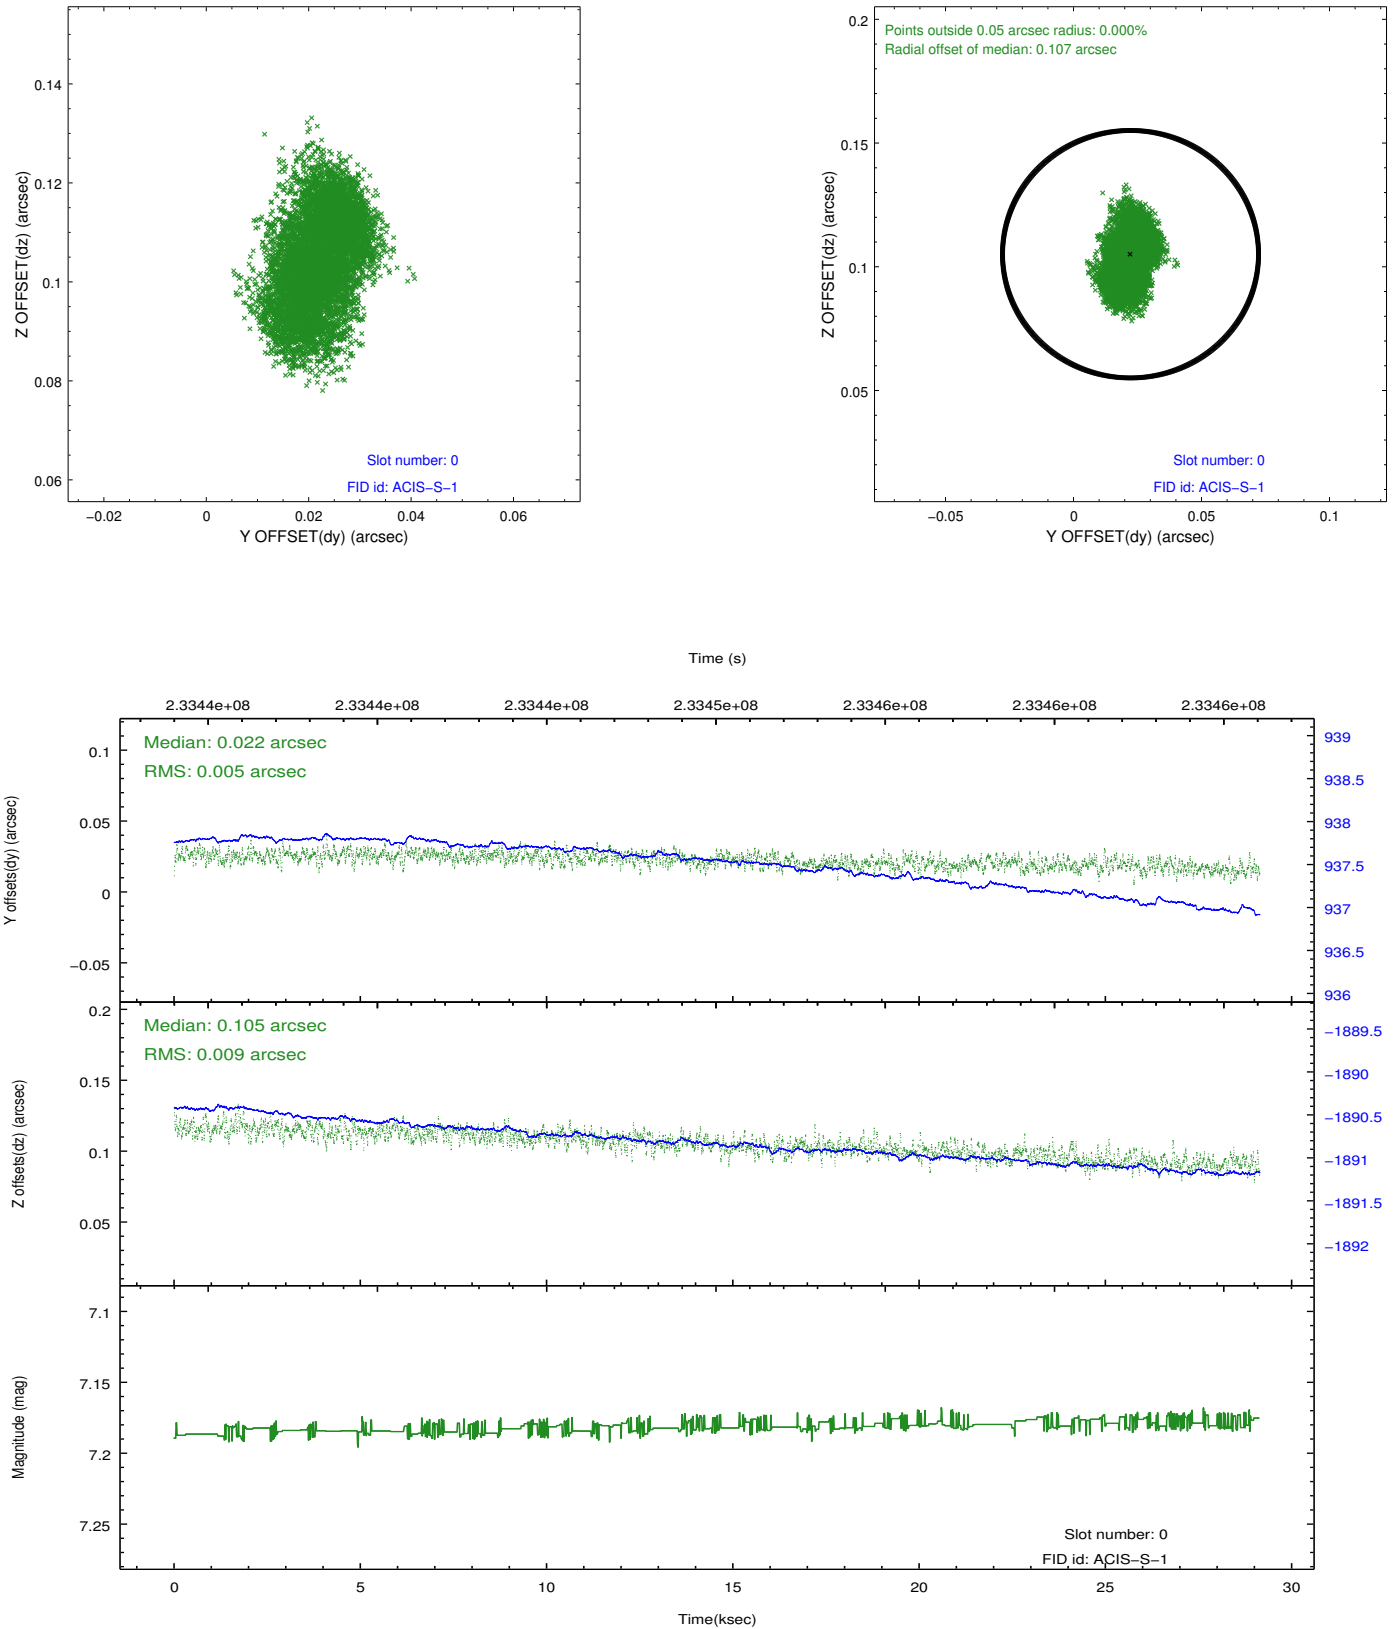 0.14
0.12
0.1
0.08
0.06
Z OFFSET(dz) (arcsec)
Slot number: 0
FID id: ACIS−S−1
−0.02
0
0.02
0.04
0.06
Y OFFSET(dy) (arcsec)
0.2
0.15
0.1
0.05
Z OFFSET(dz) (arcsec)
Points outside 0.05 arcsec radius: 0.000%
Radial offset of median: 0.107 arcsec
Slot number: 0
FID id: ACIS−S−1
−0.05
0
0.05
0.1
Y OFFSET(dy) (arcsec)
Time (s)
2.3344e+08
2.3344e+08
2.3344e+08
2.3345e+08
2.3346e+08
2.3346e+08
2.3346e+08
Median: 0.022 arcsec
RMS: 0.005 arcsec
0.1
0.05
0
−0.05
Y offsets(dy) (arcsec)
939
938.5
938
937.5
937
936.5
936
Median: 0.105 arcsec
RMS: 0.009 arcsec
0.2
0.15
0.1
0.05
Z offsets(dz) (arcsec)
−1889.5
−1890
−1890.5
−1891
−1891.5
−1892
7.1
7.15
7.2
7.25
Magnitude (mag)
Slot number: 0
FID id: ACIS−S−1
0
5
10
15
20
25
30
Time(ksec)